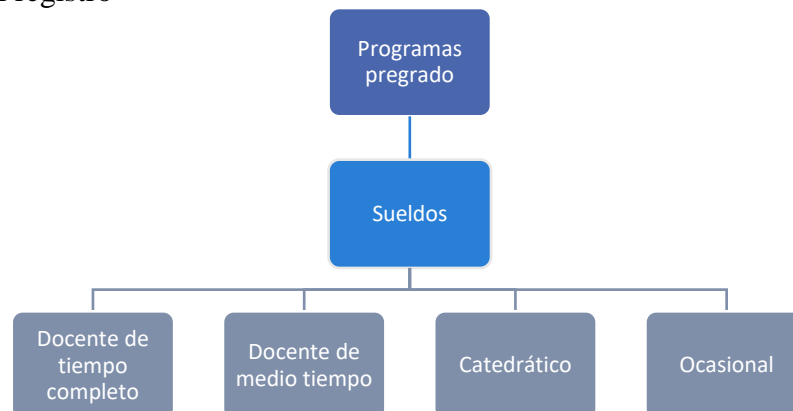 Programas
pregrado
Sueldos
Docente de
tiempo
completo
Docente de
medio tiempo
Catedrático
Ocasional